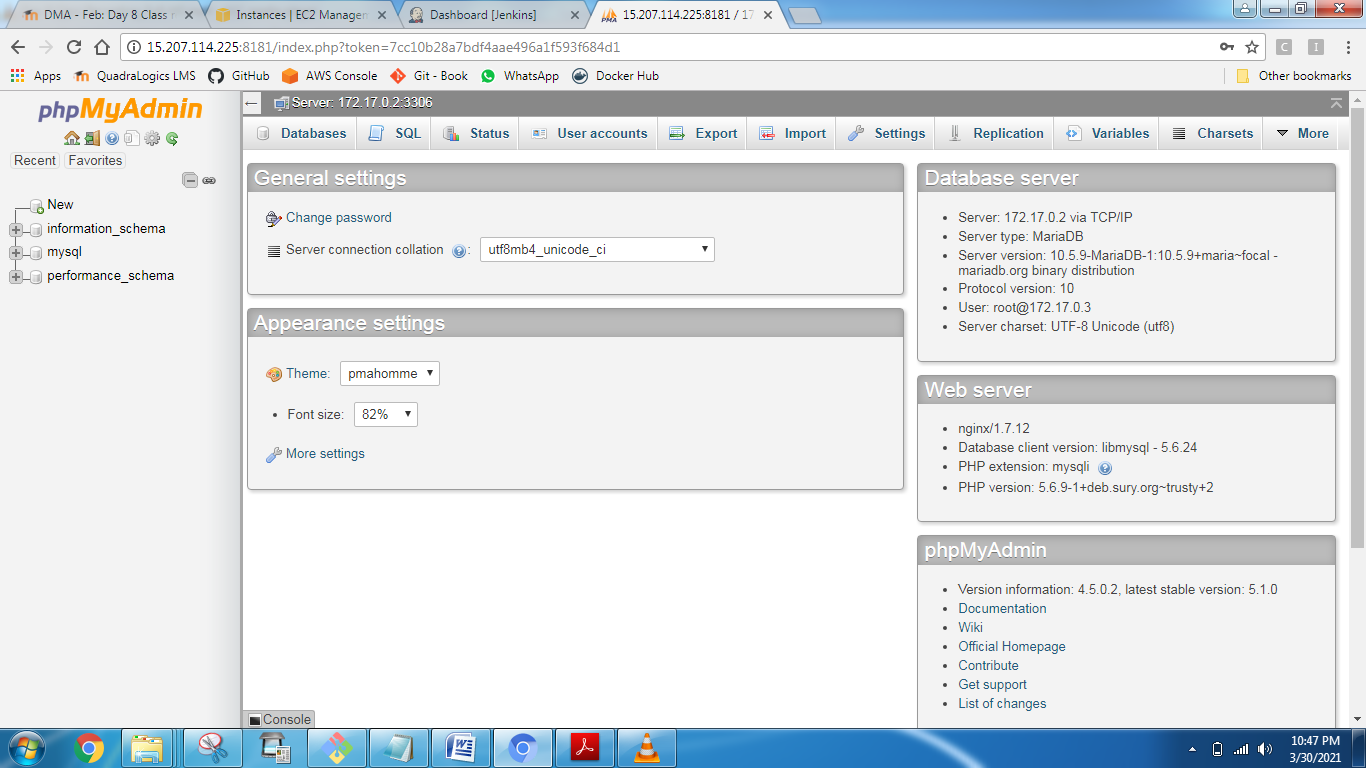 DMA - Feb: Day 8 Class r
Instances | EC2 Managen
Dashboard [Jenkins]
15.207.114.225:8181 / 17
15.207.114.225:8181/index.php?token=7cc10b28a7bdf4aae496a1f593f684d1
Apps
QuadraLogics LMS
GitHub
AWS Console
Git - Book
WhatsApp
Docker Hub
Other bookmarks
phpMyAdmin
Recent
Favorites
New
information_schema
mysql
performance_schema
Server: 172.17.0.2:3306
Databases
SQL
Status
User accounts
Export
Import
Settings
Replication
Variables
Charsets
More
General settings
Change password
Server connection collation :
utf8mb4_unicode_ci
Appearance settings
Theme:
pmahomme
Font size:
82%
More settings
Database server
Server: 172.17.0.2 via TCP/IP
Server type: MariaDB
Server version: 10.5.9-MariaDB-1:10.5.9+maria~focal -
mariadb.org binary distribution
Protocol version: 10
User: root@172.17.0.3
Server charset: UTF-8 Unicode (utf8)
Web server
nginx/1.7.12
Database client version: libmysql - 5.6.24
PHP extension: mysqli
PHP version: 5.6.9-1+deb.sury.org~trusty+2
phpMyAdmin
Version information: 4.5.0.2, latest stable version: 5.1.0
Documentation
Wiki
Official Homepage
Contribute
Get support
List of changes
Console
10:47 PM
3/30/2021